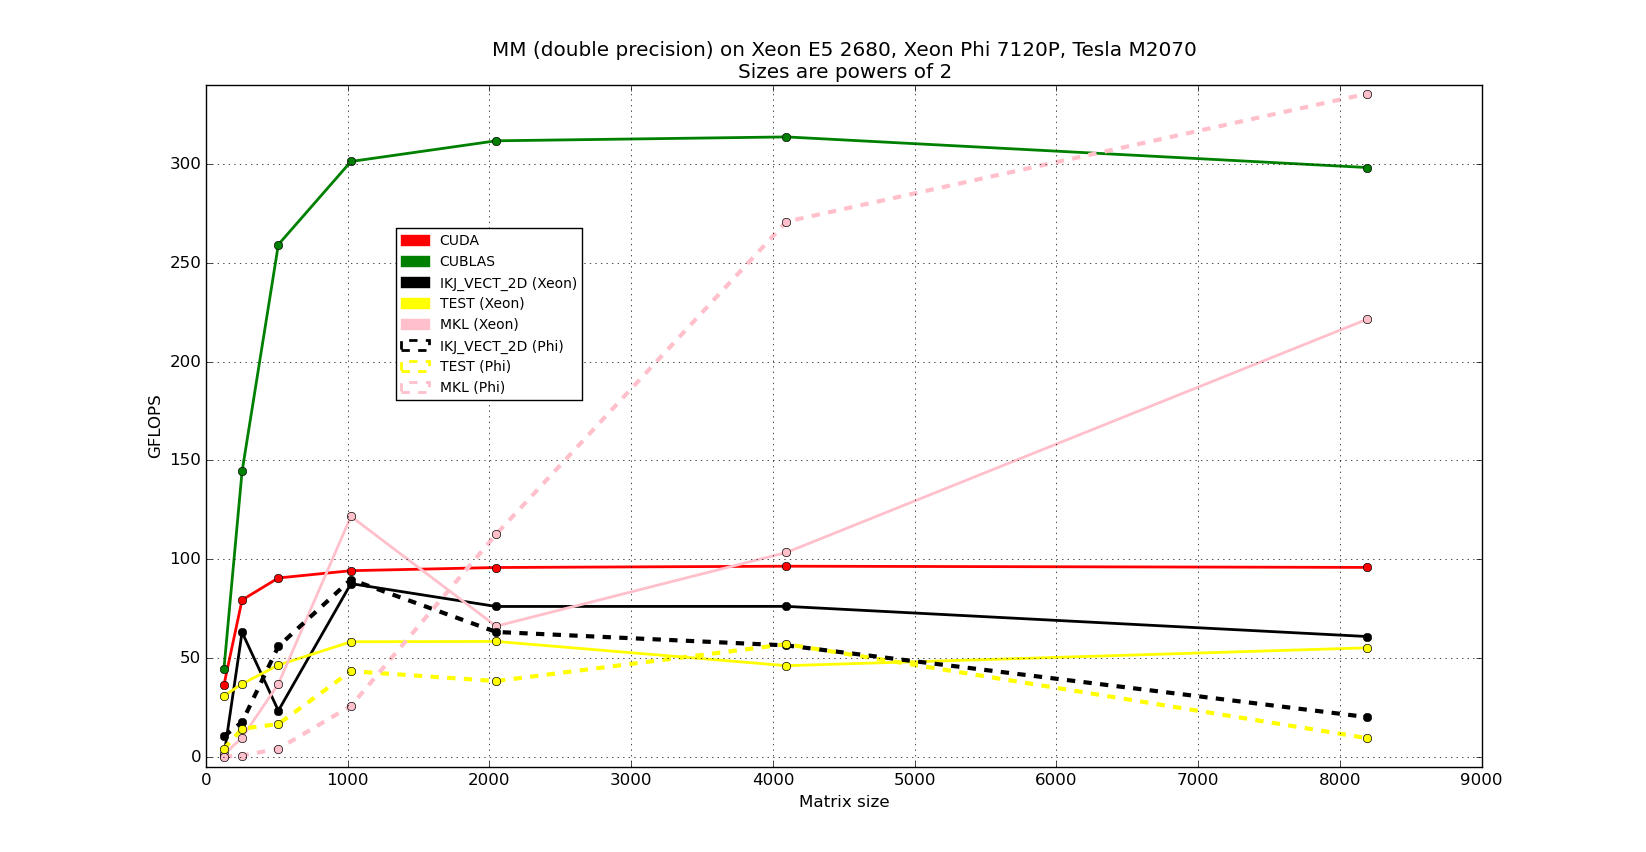 MM (double precision) on Xeon E5 2680, Xeon Phi 7120P, Tesla M2070
Sizes are powers of 2
GFLOPS
300
250
200
150
100
50
0
CUDA
CUBLAS
IKJ_VECT_2D (Xeon)
TEST (Xeon)
MKL (Xeon)
IKJ_VECT_2D (Phi)
TEST (Phi)
MKL (Phi)
0 1000 2000 3000 4000 5000 6000 7000 8000 9000
Matrix size